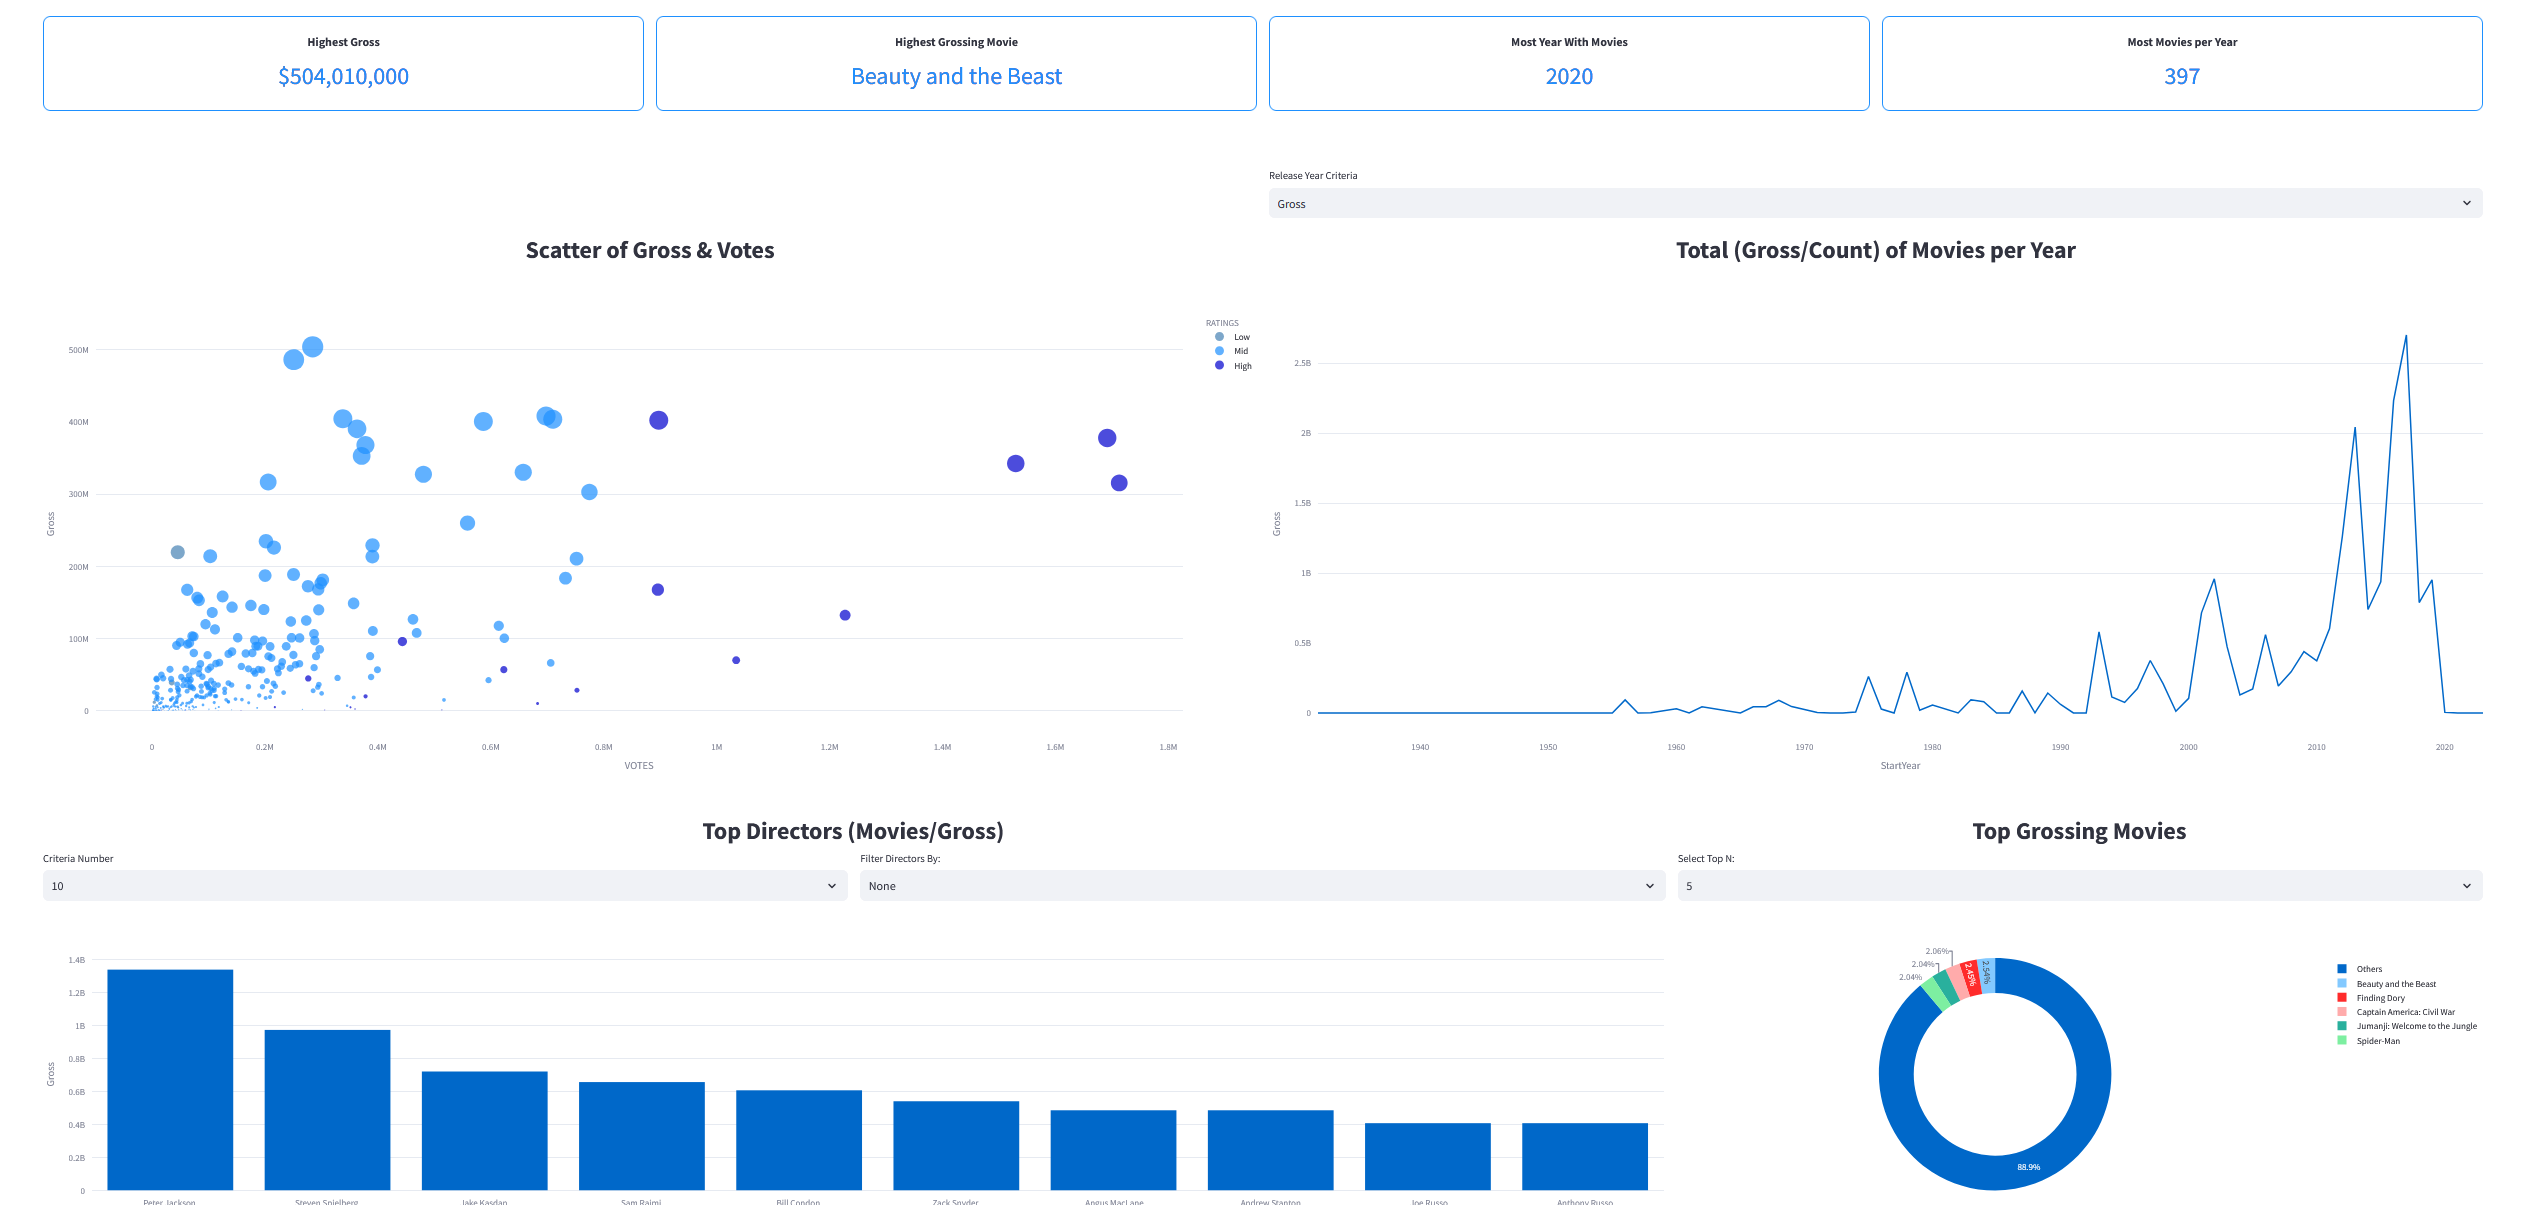 Highest Gross
$504,010,000
Highest Grossing Movie
Beauty and the Beast
Most Year With Movies
2020
Most Movies per Year
397
Release Year Criteria
Gross
Scatter of Gross & Votes
RATINGS
Low
Mid
High
500M
400M
300M
200M
100M
0
Gross
0 0.2M 0.4M 0.6M 0.8M 1M 1.2M 1.4M 1.6M 1.8M
VOTES
Total (Gross/Count) of Movies per Year
2.5B
2B
1.5B
1B
0.5B
0
Gross
1940 1950 1960 1970 1980 1990 2000 2010 2020
StartYear
Top Directors (Movies/Gross)
Criteria Number
10
Filter Directors By:
None
1.4B
1.2B
1B
0.8B
0.6B
0.4B
0.2B
0
Gross
Peter Jackson Steven Spielberg Jake Kasdan Sam Raimi Bill Condon Zack Snyder Angus MacLane Andrew Stanton Joe Russo Anthony Russo
Top Grossing Movies
Select Top N:
5
2.06%
2.04%
2.04%
2.45%
2.54%
88.9%
Others
Beauty and the Beast
Finding Dory
Captain America: Civil War
Jumanji: Welcome to the Jungle
Spider-Man